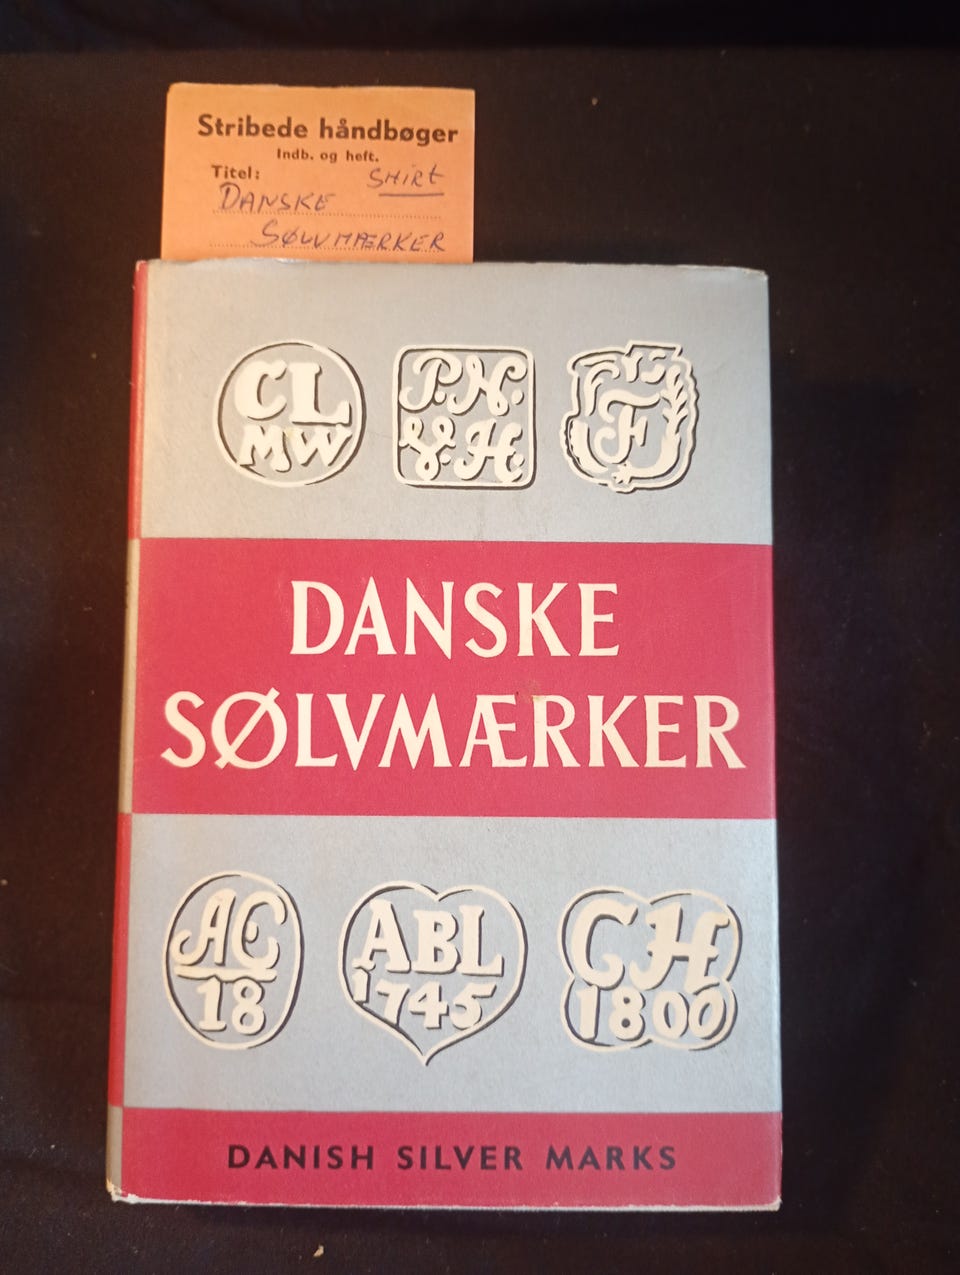 Stribede håndbøger
Indb. og heft.
Titel: SHIRT
DANSKE
SØLVMÆRKER
CL
MW
P.N.
V.H.
F
DANSKE
SØLVMÆRKER
AC
18
ABL
1745
CH
1800
DANISH SILVER MARKS